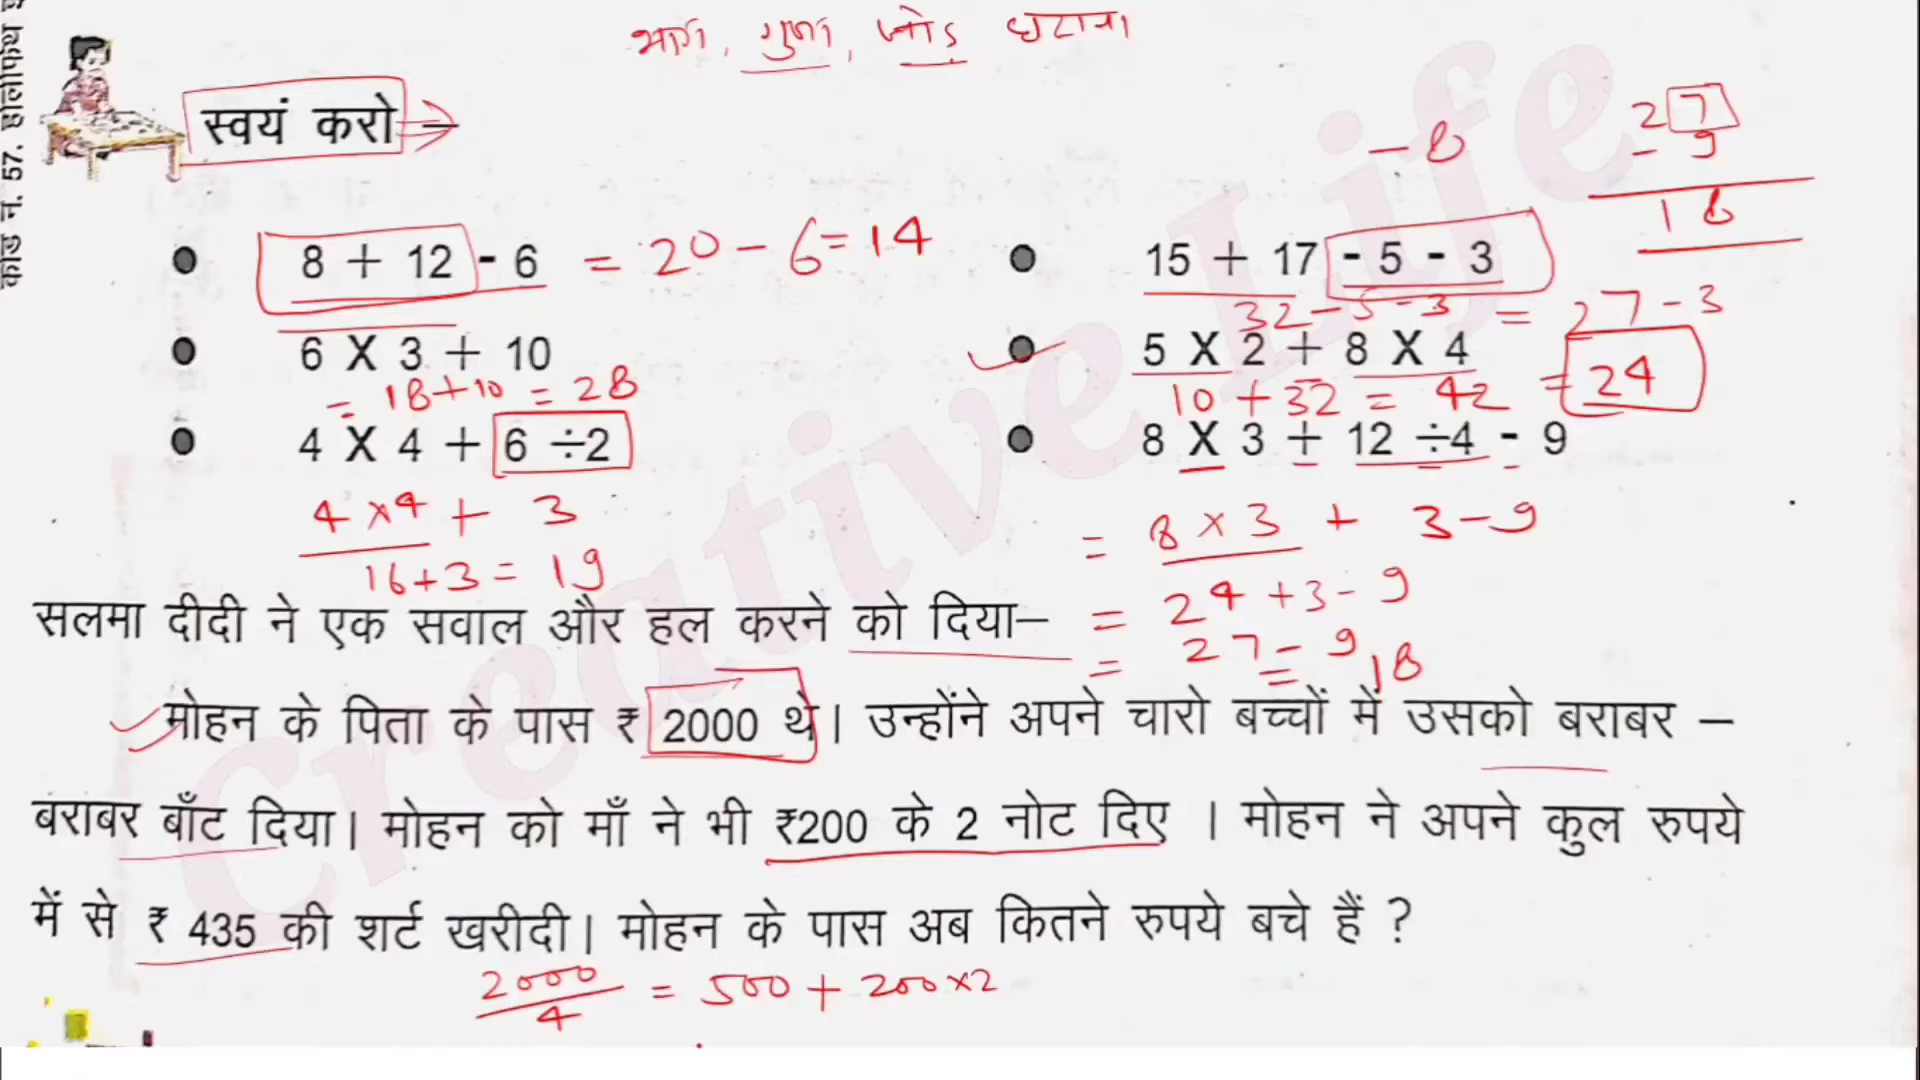 भाग, गुणा, जोड़ घटाना
स्वयं करो –
काड न. 57.
– 8
27
– 9
18
8 + 12 - 6 = 20 – 6 = 14
15 + 17 - 5 - 3
32 – 5 – 3 = 27 – 3
6 X 3 + 10
5 X 2 + 8 X 4
= 24
= 18 + 10 = 28
10 + 32 = 42
4 X 4 + 6 ÷2
8 X 3 + 12 ÷4 - 9
4 × 4 + 3
= 8 × 3 + 3 – 9
16 + 3 = 19
= 24 + 3 – 9
सलमा दीदी ने एक सवाल और हल करने को दिया–
= 27 – 9 = 18
मोहन के पिता के पास ₹ 2000 थे। उन्होंने अपने चारो बच्चों में उसको बराबर –
बराबर बाँट दिया। मोहन को माँ ने भी ₹200 के 2 नोट दिए । मोहन ने अपने कुल रुपये
में से ₹ 435 की शर्ट खरीदी। मोहन के पास अब कितने रुपये बचे हैं ?
2000/4 = 500 + 200×2
Creative Life